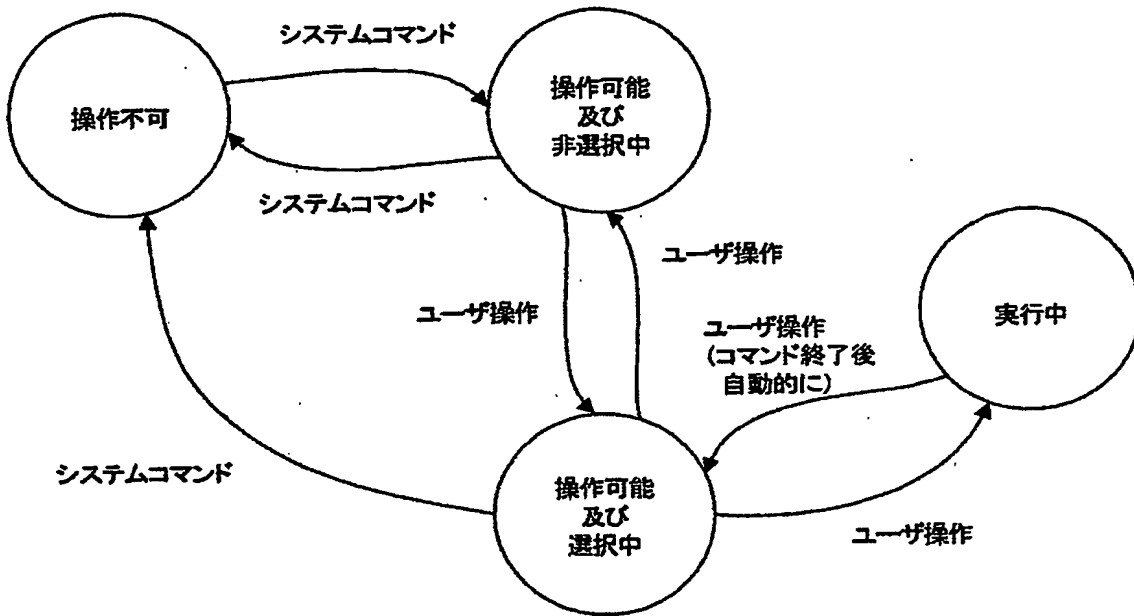 システムコマンド
操作不可
操作可能
及び
非選択中
システムコマンド
ユーザ操作
ユーザ操作
実行中
ユーザ操作
(コマンド終了後
自動的に)
システムコマンド
操作可能
及び
選択中
ユーザ操作